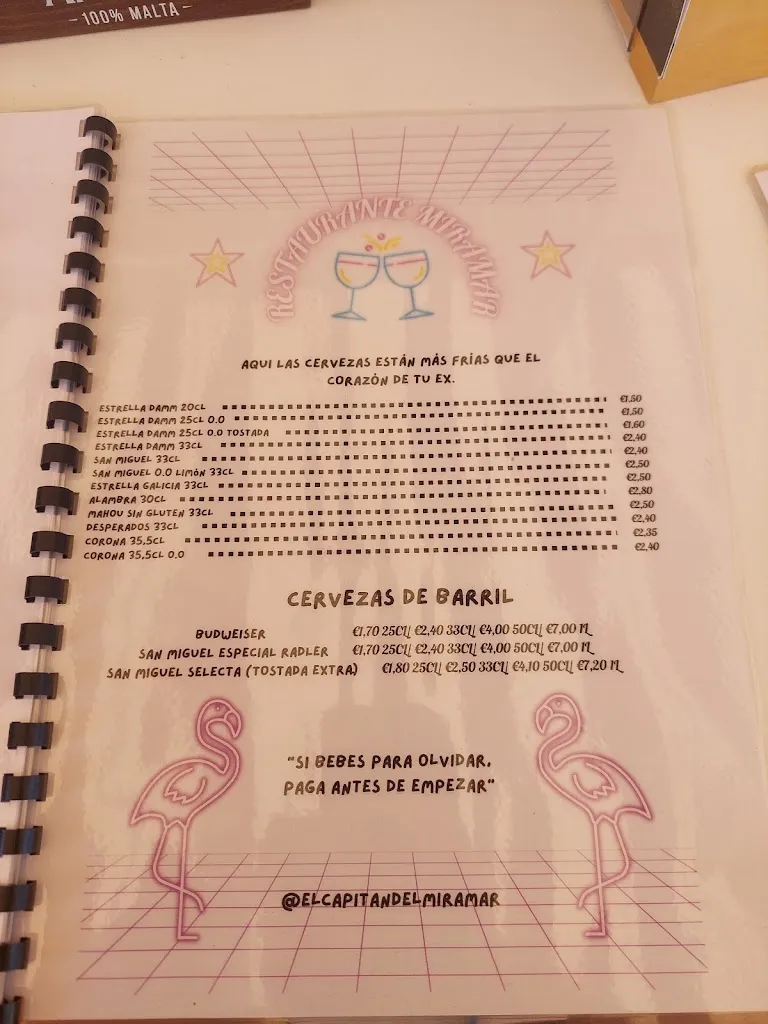 -100% MALTA-
RESTAURANTE MIRAMAR
AQUI LAS CERVEZAS ESTÁN MÁS FRÍAS QUE EL
CORAZÓN DE TU EX.
ESTRELLA DAMM 20CL €1,50
ESTRELLA DAMM 25CL 0.0 €1,50
ESTRELLA DAMM 25CL 0.0 TOSTADA €1,60
ESTRELLA DAMM 33CL €2,40
SAN MIGUEL 33CL €2,40
SAN MIGUEL 0.0 LIMÓN 33CL €2,50
ESTRELLA GALICIA 33CL €2,50
ALAMBRA 30CL €2,80
MAHOU SIN GLUTEN 33CL €2,50
DESPERADOS 33CL €2,40
CORONA 35,5CL €2,35
CORONA 35,5CL 0,0 €2,40
CERVEZAS DE BARRIL
BUDWEISER €1,70 25CL| €2,40 33CL| €4,00 50CL| €7,00 1L
SAN MIGUEL ESPECIAL RADLER €1,70 25CL| €2,40 33CL| €4,00 50CL| €7,00 1L
SAN MIGUEL SELECTA (TOSTADA EXTRA) €1,80 25CL| €2,50 33CL| €4,10 50CL| €7,20 1L
"SI BEBES PARA OLVIDAR,
PAGA ANTES DE EMPEZAR"
@ELCAPITANDELMIRAMAR